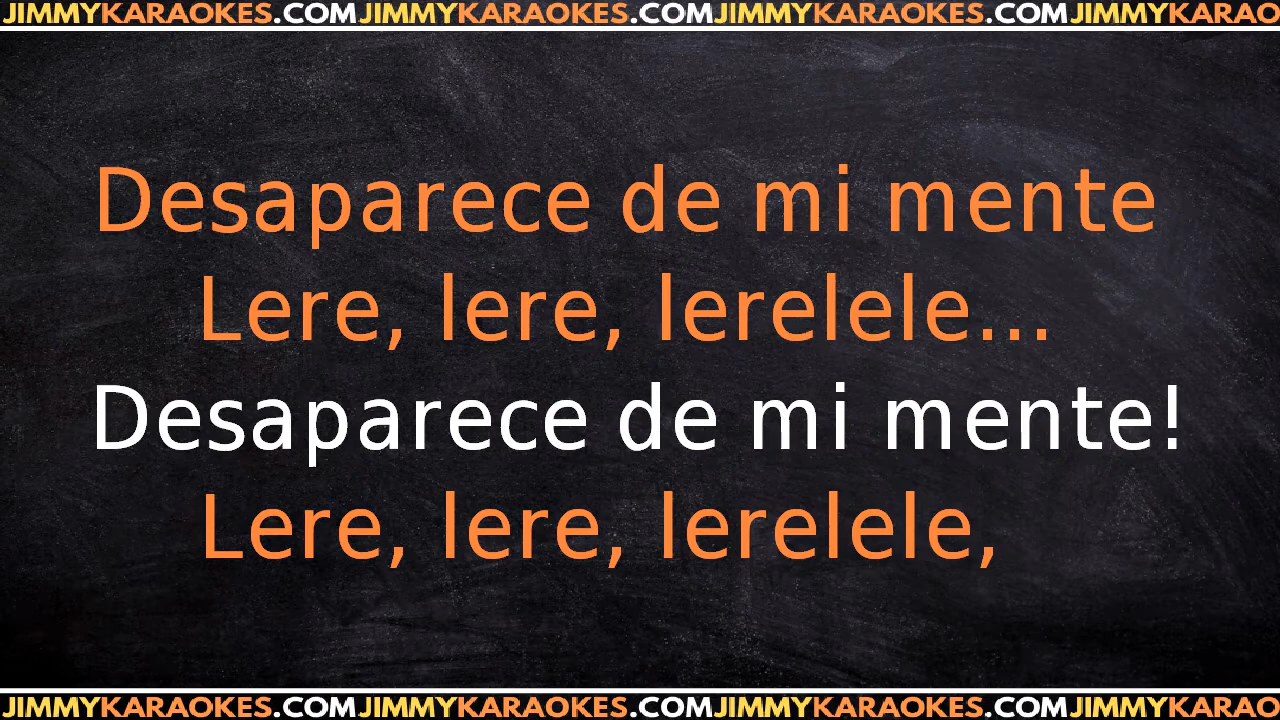 JIMMYKARAOKES.COMJIMMYKARAOKES.COMJIMMYKARAOKES.COMJIMMYKARAO
Desaparece de mi mente
Lere, lere, lerelele...
Desaparece de mi mente!
Lere, lere, lerelele,
JIMMYKARAOKES.COMJIMMYKARAOKES.COMJIMMYKARAOKES.COMJIMMYKARAO